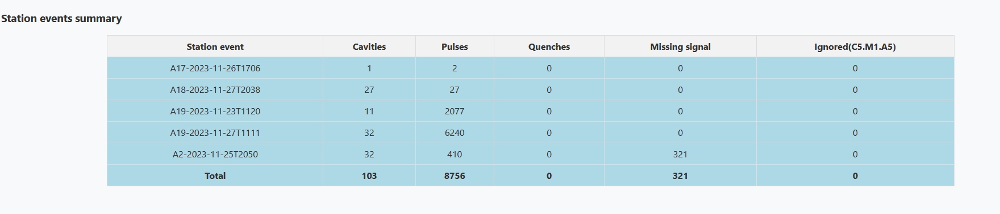 Station events summary
Station event Cavities Pulses Quenches Missing signal Ignored(C5.M1.A5)
A17-2023-11-26T1706 1 2 0 0 0
A18-2023-11-27T2038 27 27 0 0 0
A19-2023-11-23T1120 11 2077 0 0 0
A19-2023-11-27T1111 32 6240 0 0 0
A2-2023-11-25T2050 32 410 0 321 0
Total 103 8756 0 321 0